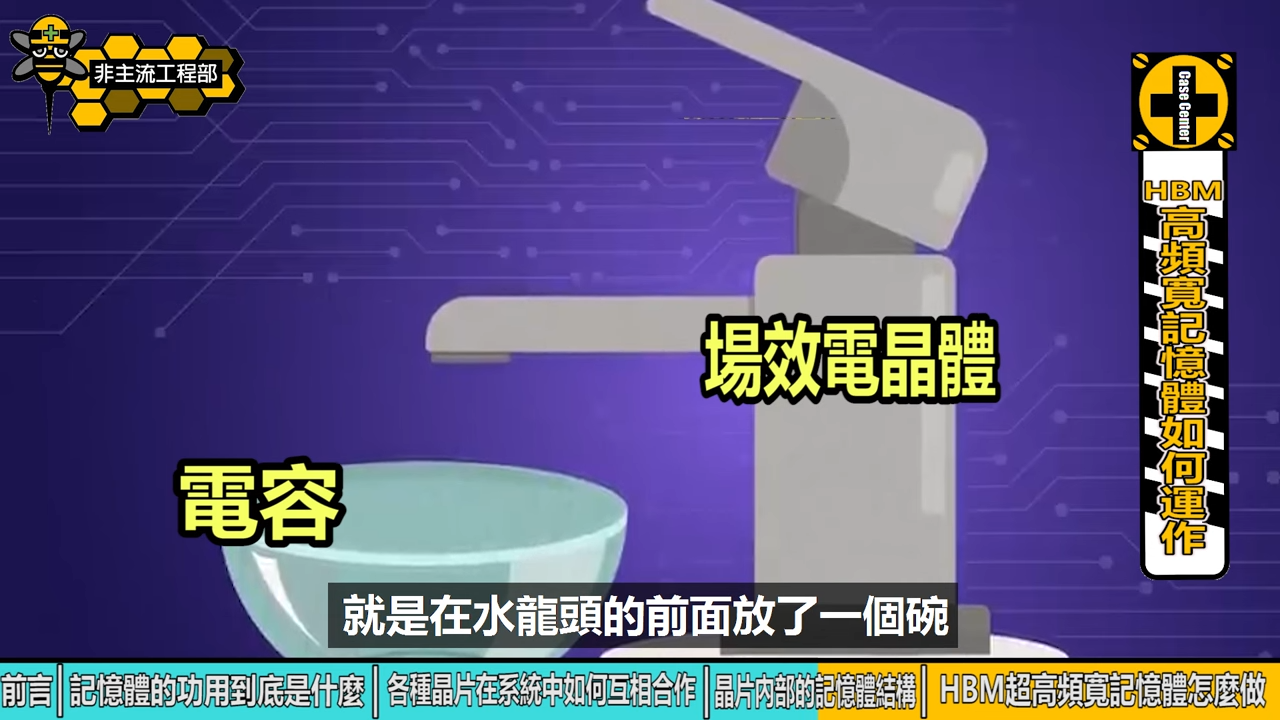 非主流工程部
Case Center
HBM
高頻寬記憶體如何運作
場效電晶體
電容
就是在水龍頭的前面放了一個碗
前言
記憶體的功用到底是什麼
各種晶片在系統中如何互相合作
晶片內部的記憶體結構
HBM超高頻寬記憶體怎麼做